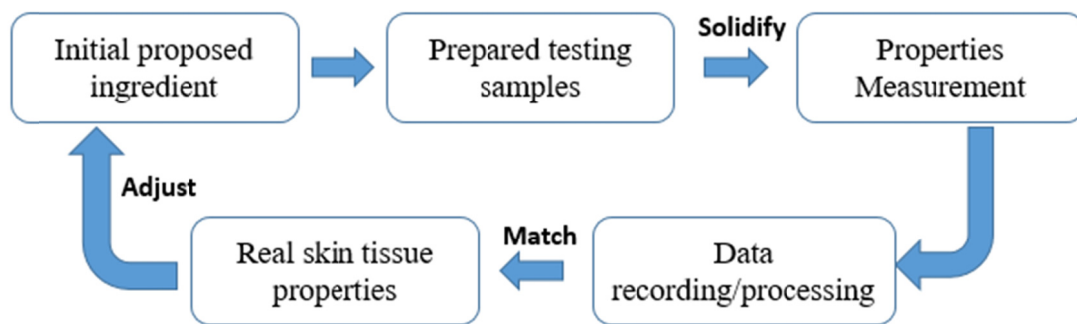 Initial proposed
ingredient
Prepared testing
samples
Solidify
Properties
Measurement
Adjust
Real skin tissue
properties
Match
Data
recording/processing